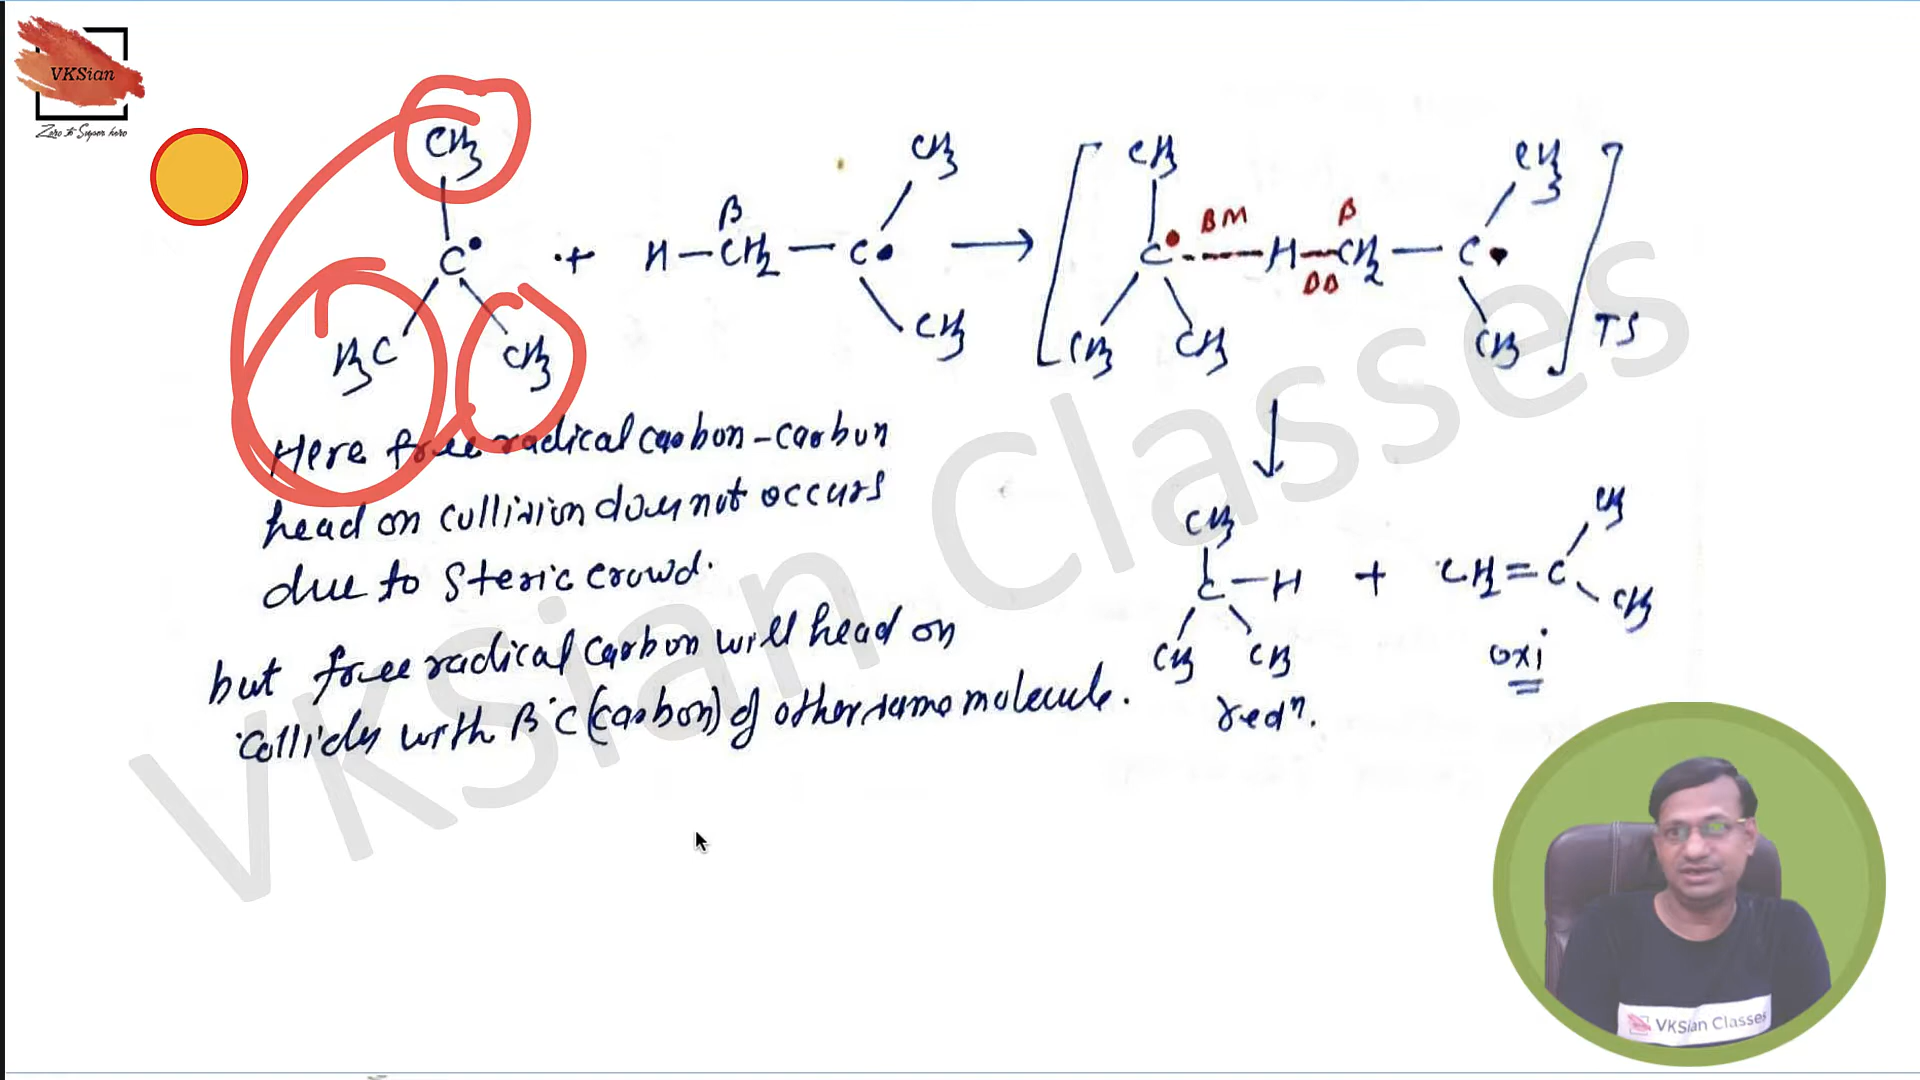 VKSian
Zero to Super hero
CH3
C•
H3C
CH3
+
H—CH2—C•
β
CH3
CH3
→
CH3
C•-----H—CH2—C•
BM
β
BD
CH3
CH3
CH3
CH3
TS
Here free radical carbon-carbon
head on collision does not occurs
due to steric crowd.
but free radical carbon will head on
collides with β C (carbon) of other same molecule.
CH3
C—H
CH3
CH3
redn.
+
CH2=C
CH3
CH3
oxi
VKSian Classes
VKSian Classes